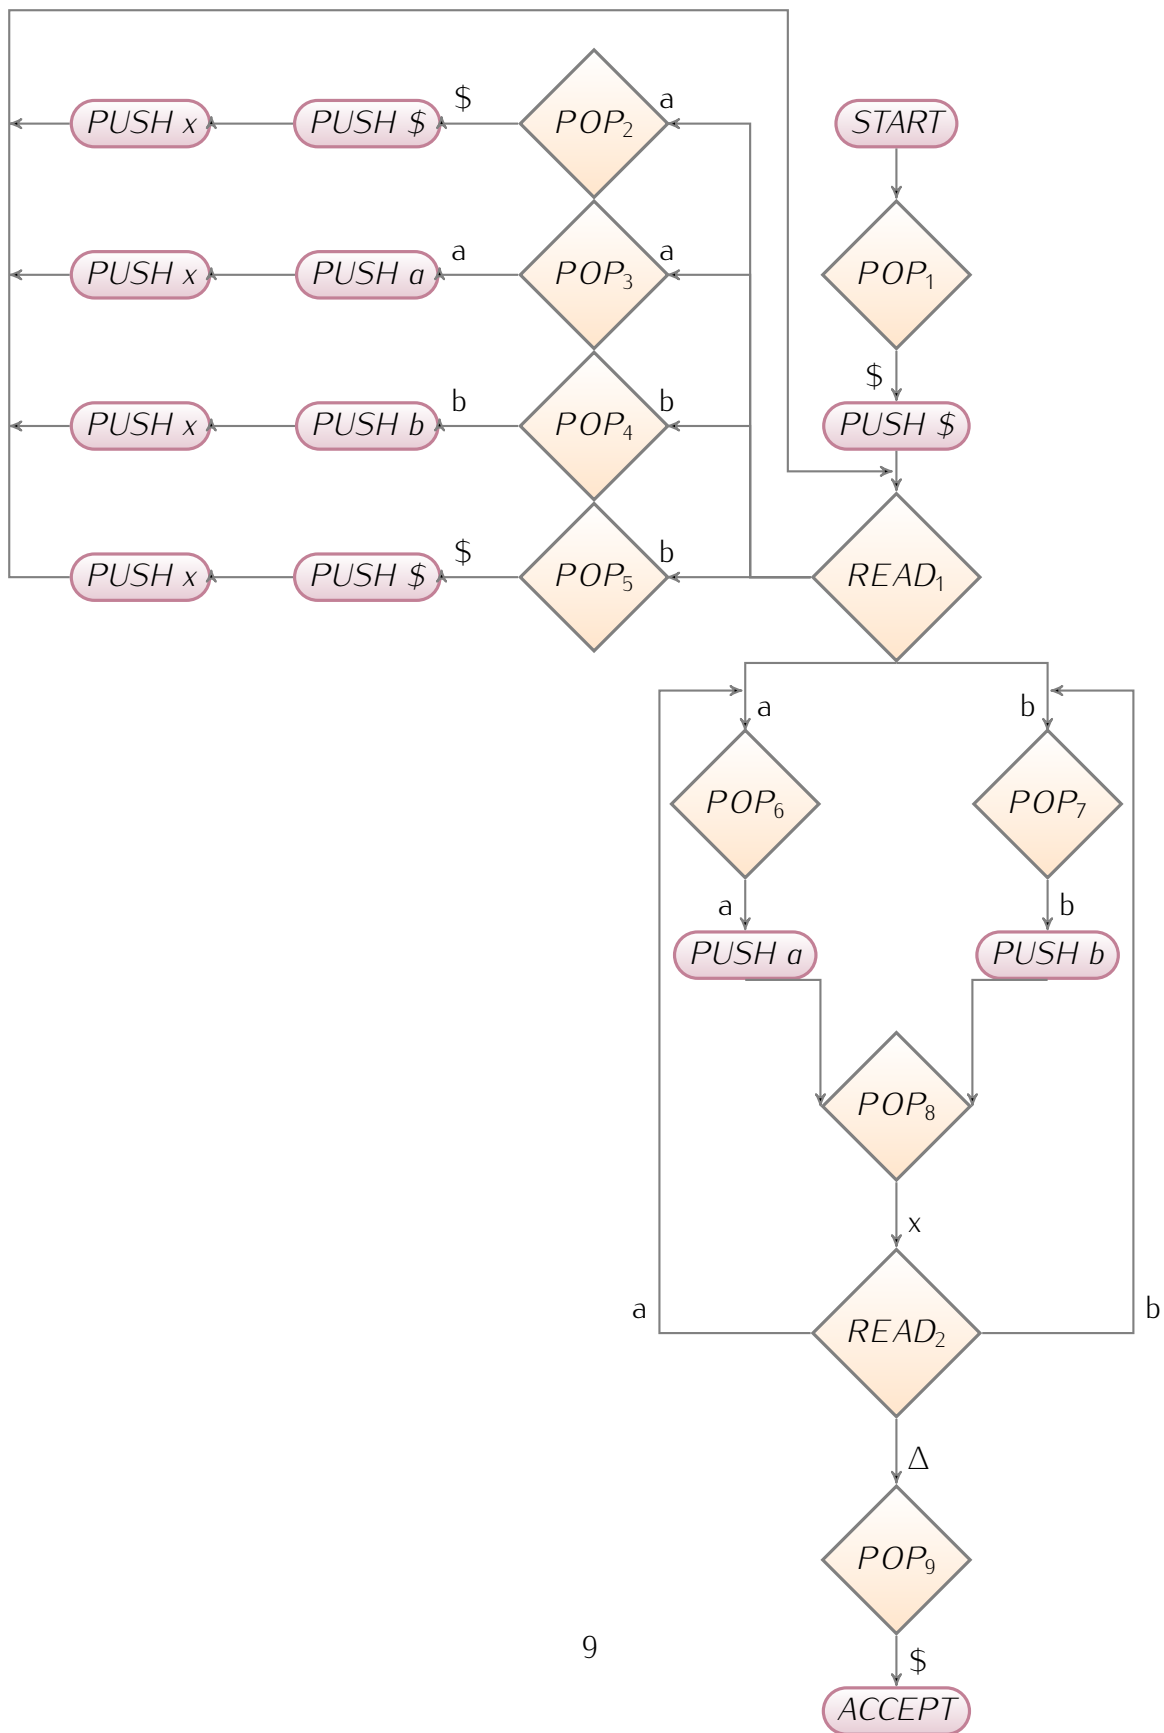 $ a
PUSH x PUSH $ POP₂ START
a a
PUSH x PUSH a POP₃ POP₁
$
b b
PUSH x PUSH b POP₄ PUSH $
$ b
PUSH x PUSH $ POP₅ READ₁
a b
POP₆ POP₇
a b
PUSH a PUSH b
POP₈
x
a b
READ₂
Δ
POP₉
9
$
ACCEPT